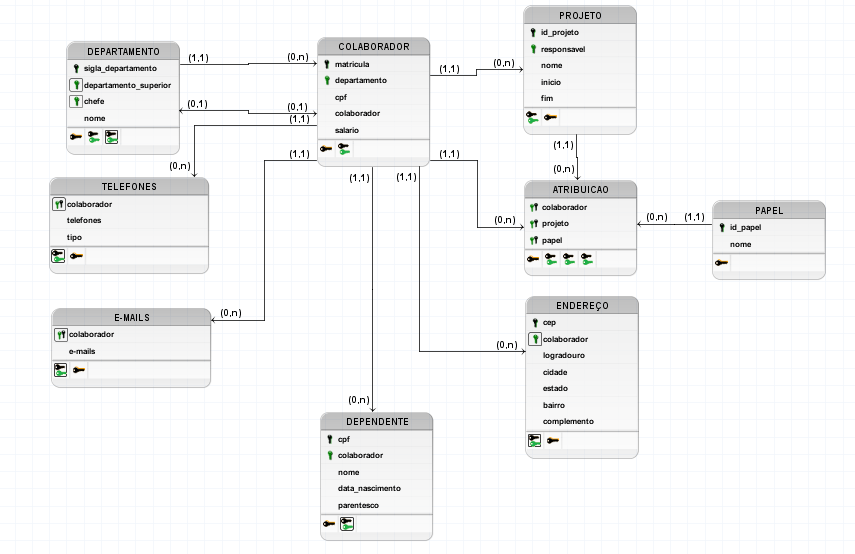 DEPARTAMENTO
sigla_departamento
departamento_superior
chefe
nome
(1,1)
(0,n)
(0,1)
(0,1)
(1,1)
(0,n)
COLABORADOR
matricula
departamento
cpf
colaborador
salario
(1,1)
(0,n)
PROJETO
id_projeto
responsavel
nome
inicio
fim
(1,1)
(0,n)
TELEFONES
colaborador
telefones
tipo
(1,1)
(0,n)
E-MAILS
colaborador
e-mails
(1,1)
(0,n)
DEPENDENTE
cpf
colaborador
nome
data_nascimento
parentesco
(1,1)
(0,n)
ATRIBUICAO
colaborador
projeto
papel
(0,n)
(1,1)
PAPEL
id_papel
nome
(1,1)
(0,n)
ENDEREÇO
cep
colaborador
logradouro
cidade
estado
bairro
complemento